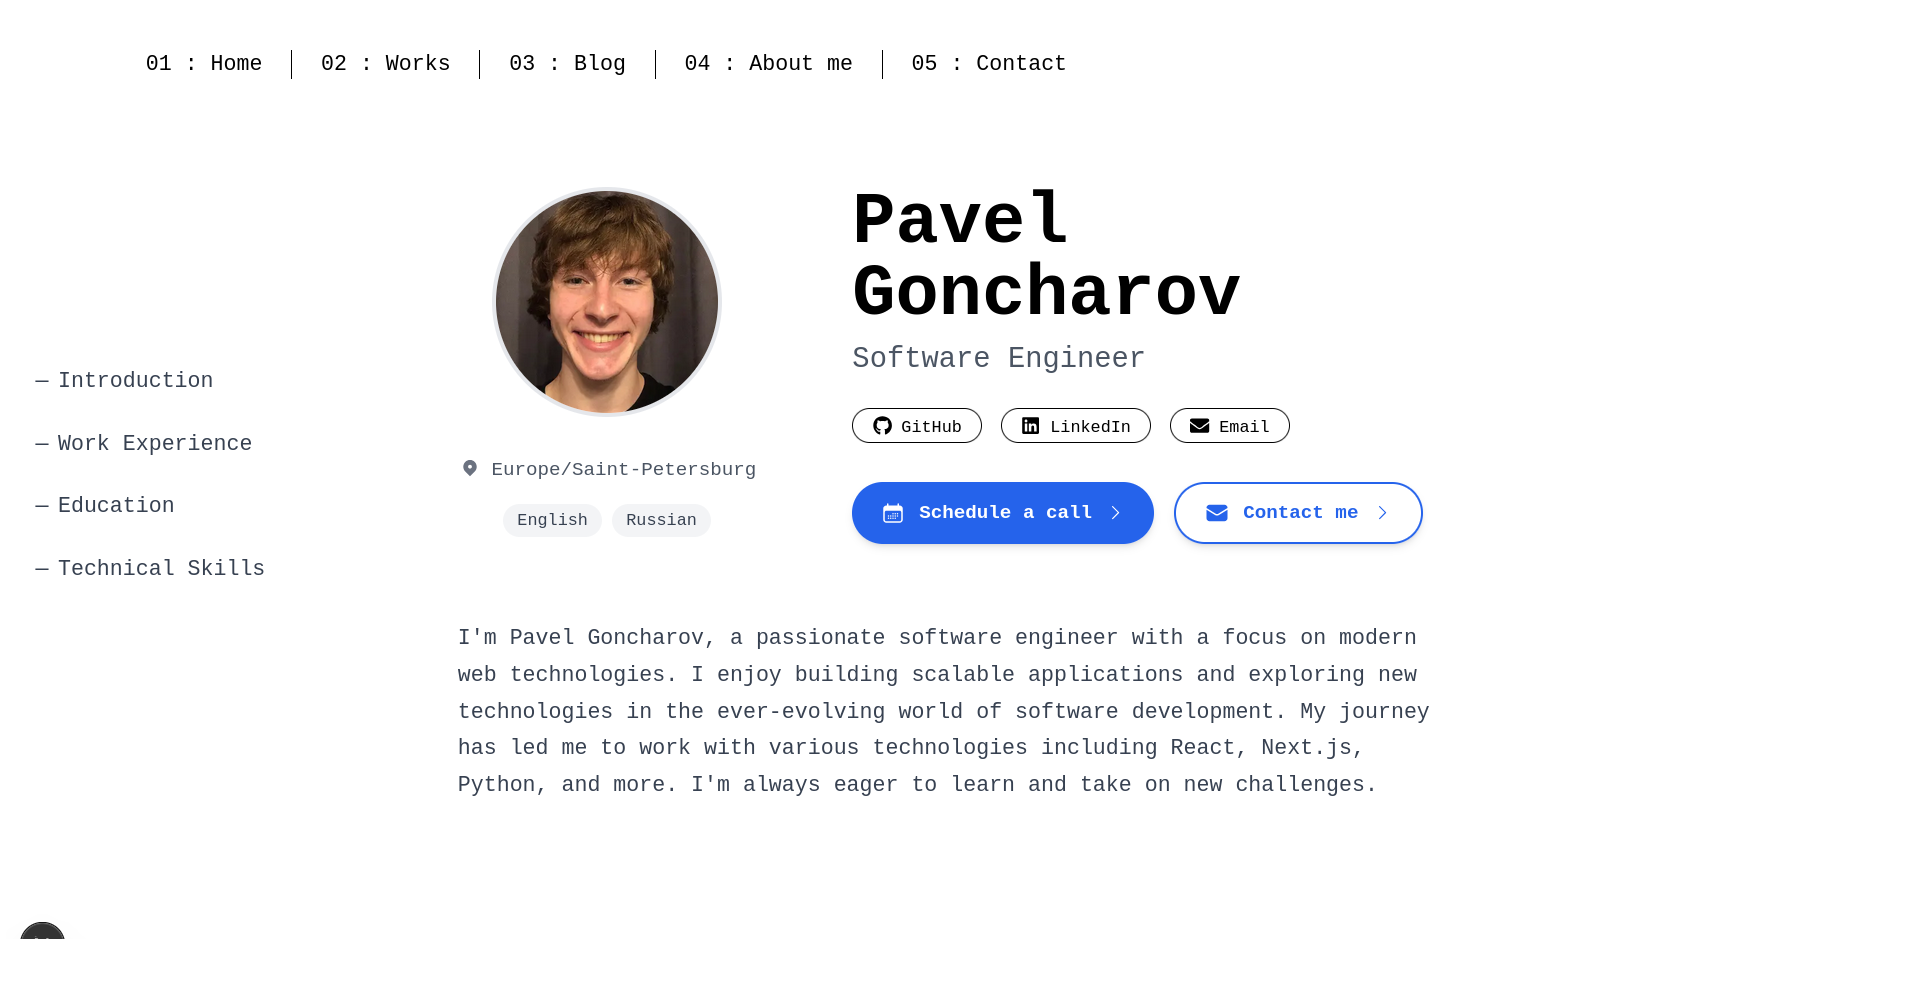 01 : Home
02 : Works
03 : Blog
04 : About me
05 : Contact
Pavel
Goncharov
Software Engineer
GitHub
LinkedIn
Email
Europe/Saint-Petersburg
English
Russian
Schedule a call
Contact me
— Introduction
— Work Experience
— Education
— Technical Skills
I'm Pavel Goncharov, a passionate software engineer with a focus on modern
web technologies. I enjoy building scalable applications and exploring new
technologies in the ever-evolving world of software development. My journey
has led me to work with various technologies including React, Next.js,
Python, and more. I'm always eager to learn and take on new challenges.